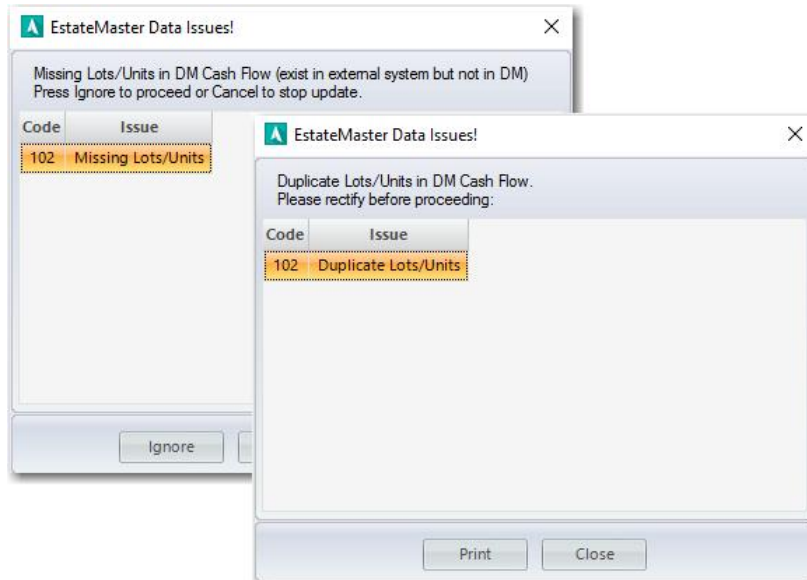 EstateMaster Data Issues!
Missing Lots/Units in DM Cash Flow (exist in external system but not in DM)
Press Ignore to proceed or Cancel to stop update.
Code Issue
102 Missing Lots/Units
Ignore
EstateMaster Data Issues!
Duplicate Lots/Units in DM Cash Flow.
Please rectify before proceeding:
Code Issue
102 Duplicate Lots/Units
Print Close